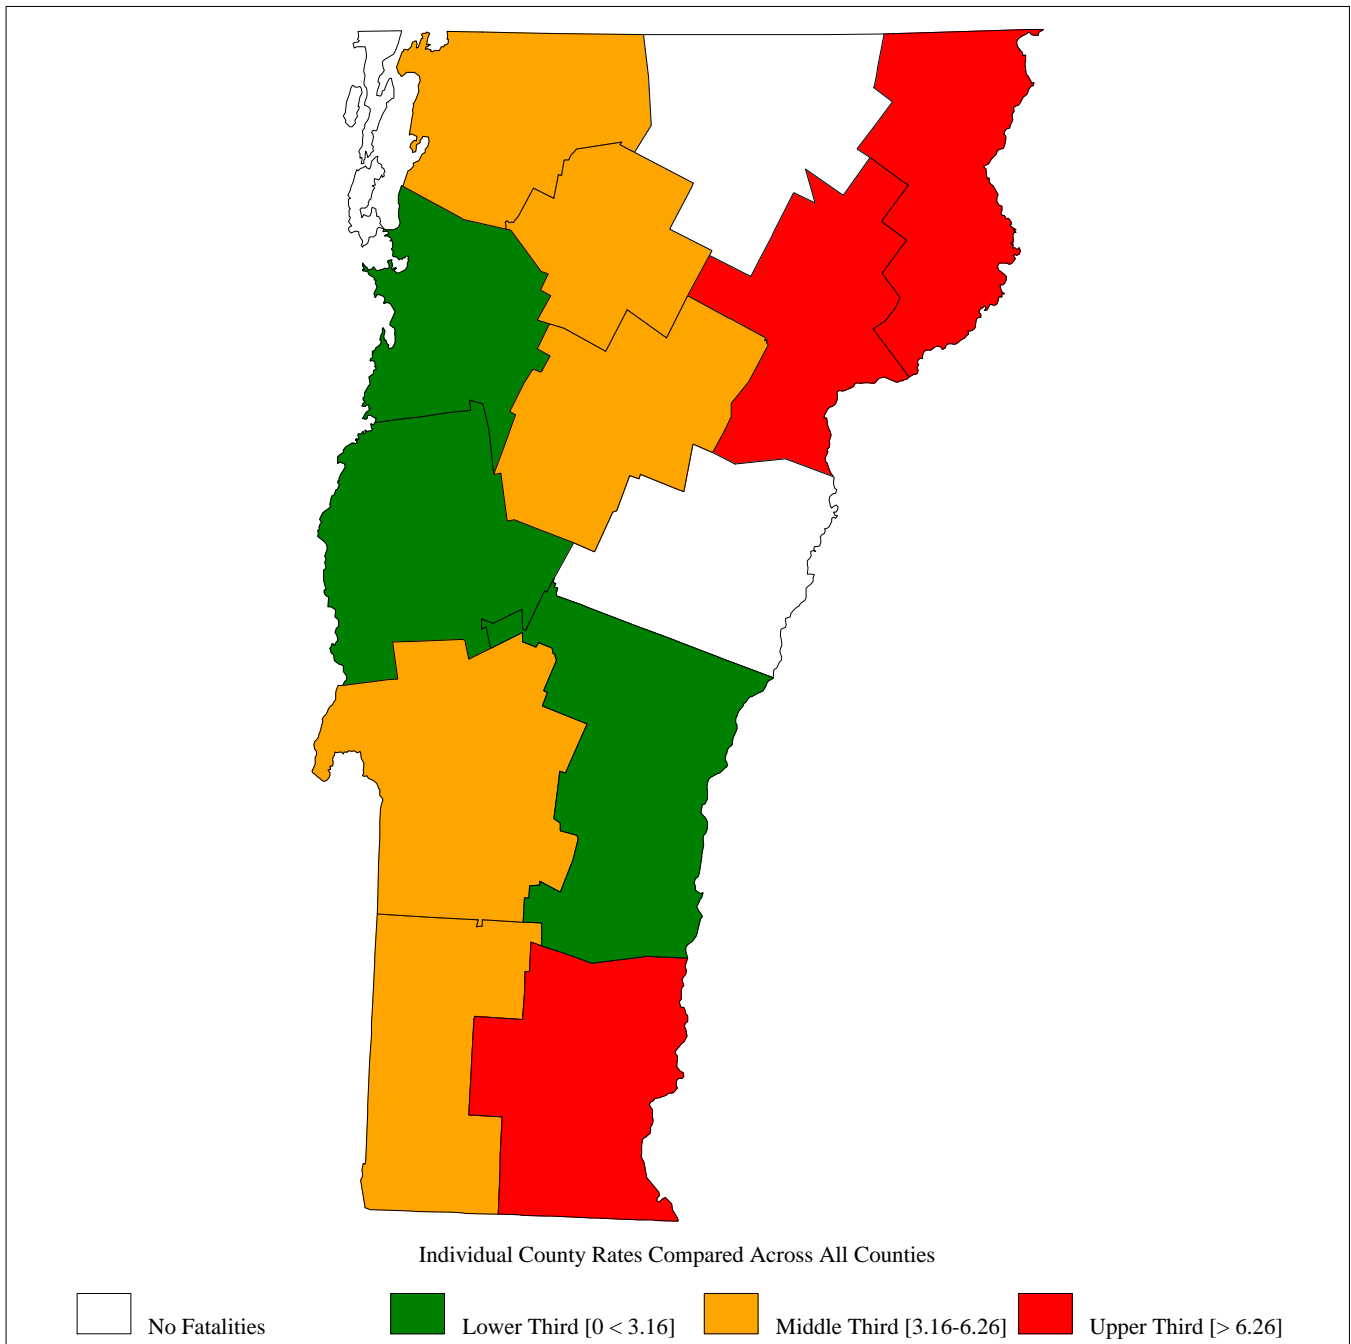 Individual County Rates Compared Across All Counties
No Fatalities Lower Third [0 < 3.16] Middle Third [3.16-6.26] Upper Third [> 6.26]